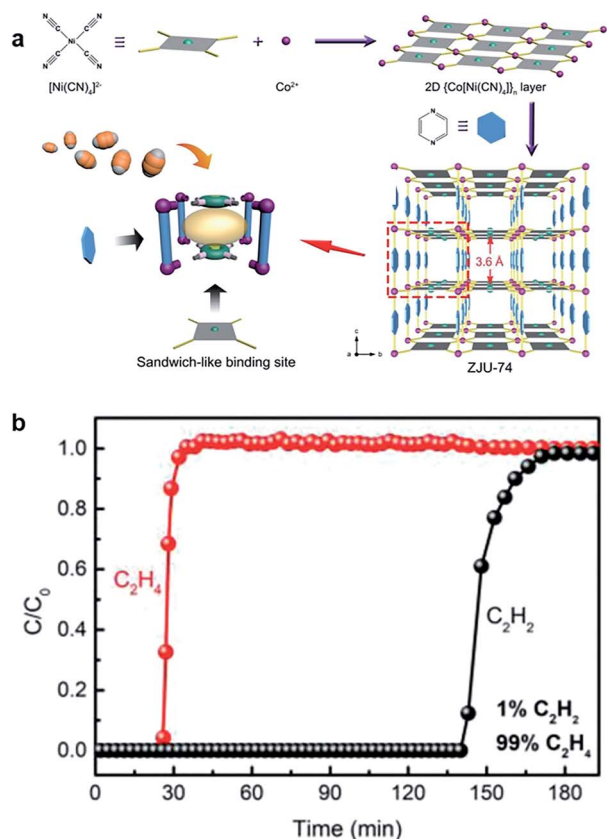 a
N C C N
Ni
N C C N
[Ni(CN)₄]²⁻
≡
+
Co²⁺
2D {Co[Ni(CN)₄]}ₙ layer
N
N
≡
3.6 Å
c
a b
Sandwich-like binding site
ZJU-74
b
C/C₀
1.0
0.8
0.6
0.4
0.2
0.0
C₂H₄
C₂H₂
1% C₂H₂
99% C₂H₄
0 30 60 90 120 150 180
Time (min)